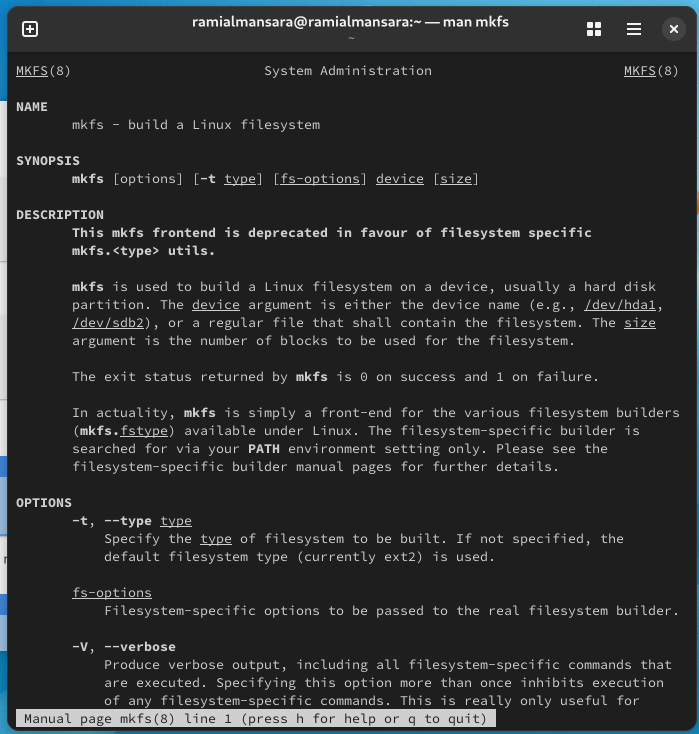 ramialmansara@ramialmansara:~ — man mkfs
~
MKFS(8) System Administration MKFS(8)
NAME
mkfs - build a Linux filesystem
SYNOPSIS
mkfs [options] [-t type] [fs-options] device [size]
DESCRIPTION
This mkfs frontend is deprecated in favour of filesystem specific
mkfs.<type> utils.
mkfs is used to build a Linux filesystem on a device, usually a hard disk
partition. The device argument is either the device name (e.g., /dev/hda1,
/dev/sdb2), or a regular file that shall contain the filesystem. The size
argument is the number of blocks to be used for the filesystem.
The exit status returned by mkfs is 0 on success and 1 on failure.
In actuality, mkfs is simply a front-end for the various filesystem builders
(mkfs.fstype) available under Linux. The filesystem-specific builder is
searched for via your PATH environment setting only. Please see the
filesystem-specific builder manual pages for further details.
OPTIONS
-t, --type type
Specify the type of filesystem to be built. If not specified, the
default filesystem type (currently ext2) is used.
fs-options
Filesystem-specific options to be passed to the real filesystem builder.
-V, --verbose
Produce verbose output, including all filesystem-specific commands that
are executed. Specifying this option more than once inhibits execution
of any filesystem-specific commands. This is really only useful for
Manual page mkfs(8) line 1 (press h for help or q to quit)